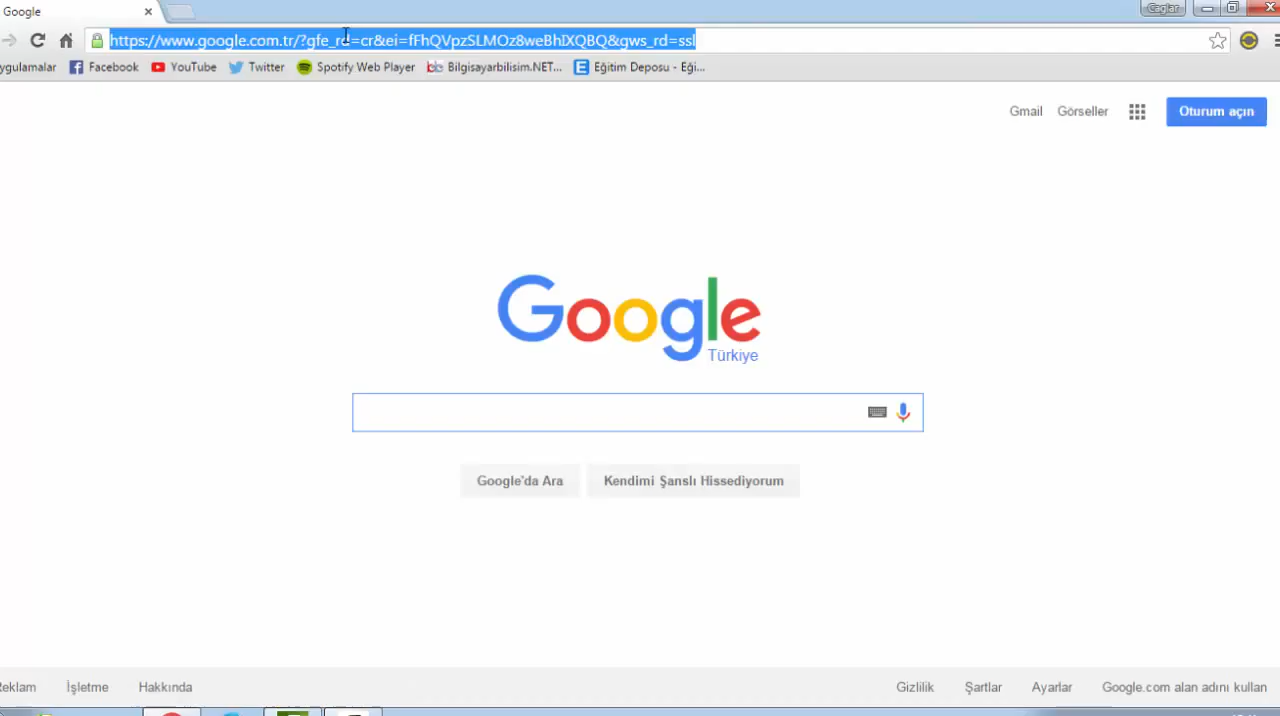 Google
Çağlar
https://www.google.com.tr/?gfe_rd=cr&ei=fFhQVpzSLMOz8weBhIXQBQ&gws_rd=ssl
ygulamalar Facebook YouTube Twitter Spotify Web Player Bilgisayarbilisim.NET... Eğitim Deposu - Eği...
Gmail Görseller Oturum açın
Google
Türkiye
Google'da Ara Kendimi Şanslı Hissediyorum
Reklam İşletme Hakkında Gizlilik Şartlar Ayarlar Google.com alan adını kullan